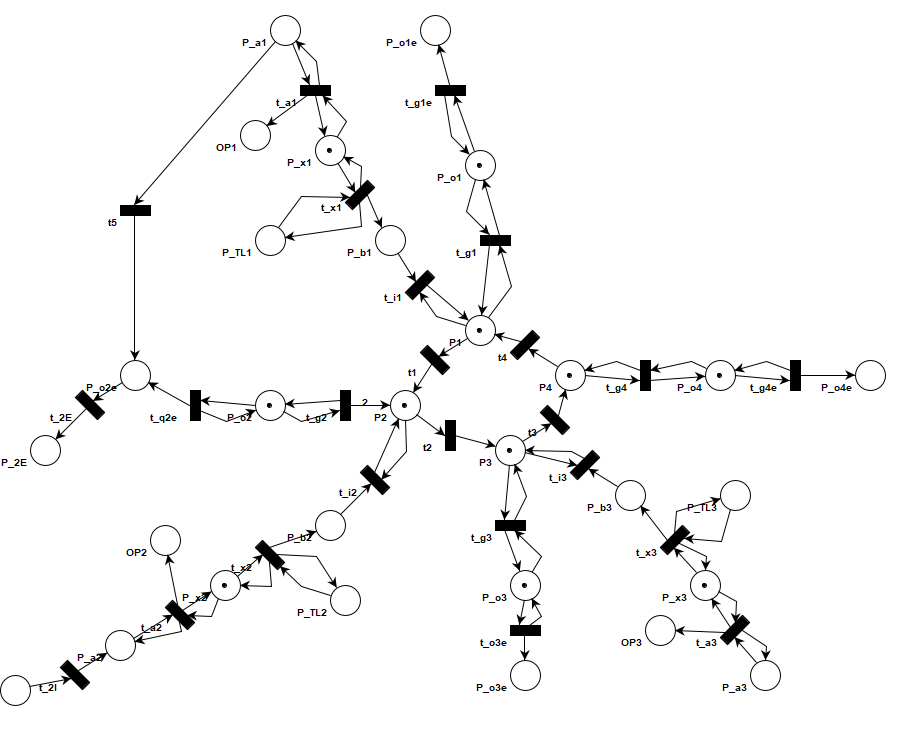 P_a1
P_o1e
t_a1
t_g1e
OP1
P_x1
P_o1
t_x1
t5
P_TL1
P_b1
t_g1
t_i1
P1
t4
t1
P_o2e
P4
t_g4
P_o4
t_g4e
P_o4e
2
t_2E
t_q2e
P_o2
t_g2
P2
t3
t2
P_2E
P3
t_i3
t_i2
P_b3
P_TL3
P_b2
t_g3
OP2
t_x3
t_x2
P_x2
P_x3
P_o3
P_TL2
t_a2
t_o3e
OP3
t_a3
P_a2
t_2I
P_o3e
P_a3